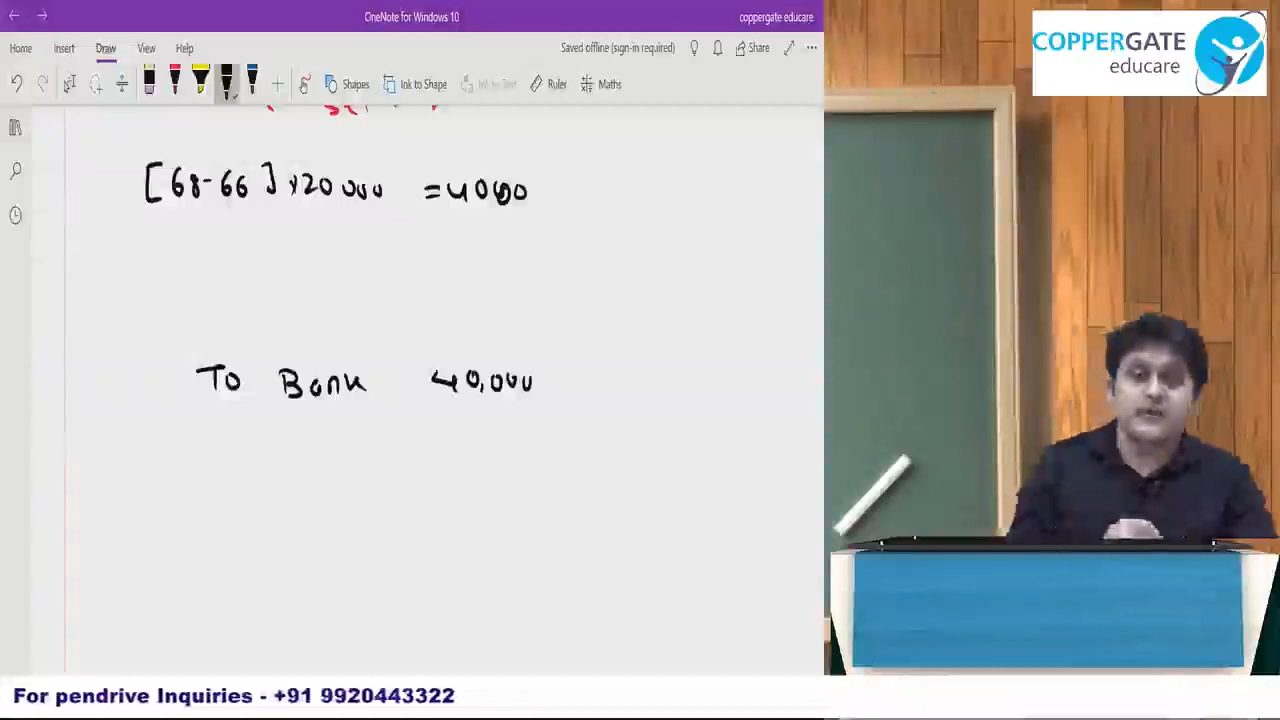 OneNote for Windows 10
coppergate educare
Home Insert Draw View Help
Saved offline (sign-in required)
Share
Shapes Ink to Shape Ink to Text Ruler Maths
COPPERGATE
educare
[68-66] x20000 =4000
To Bank 40,000
For pendrive Inquiries - +91 9920443322